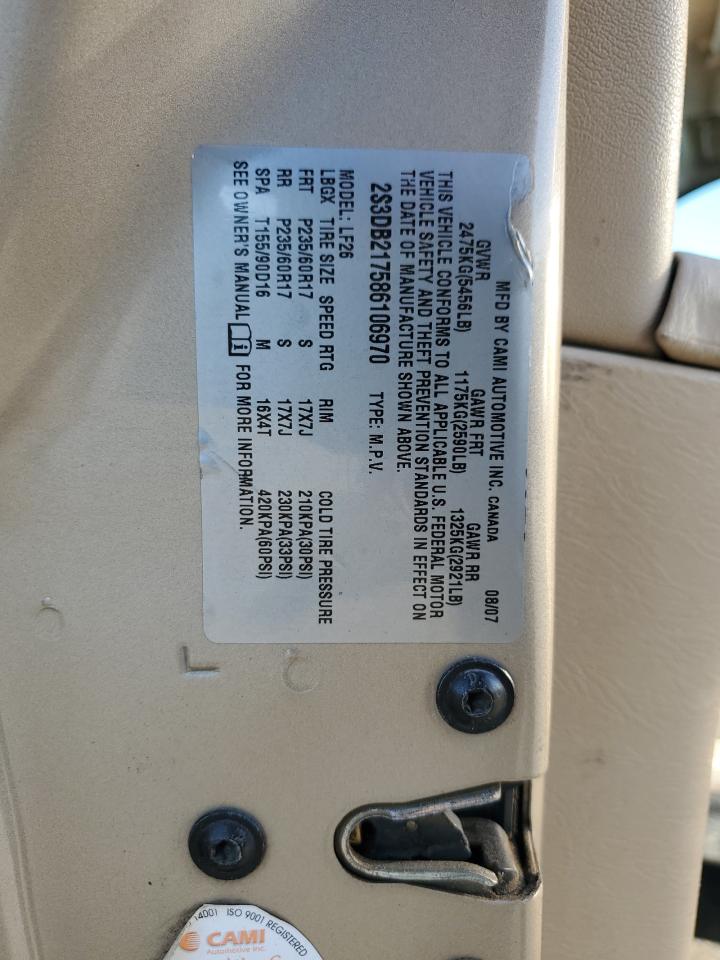 MFD BY CAMI AUTOMOTIVE INC. CANADA 08/07
GVWR GAWR FRT GAWR RR
2475KG(5456LB) 1175KG(2590LB) 1325KG(2921LB)
THIS VEHICLE CONFORMS TO ALL APPLICABLE U.S. FEDERAL MOTOR
VEHICLE SAFETY AND THEFT PREVENTION STANDARDS IN EFFECT ON
THE DATE OF MANUFACTURE SHOWN ABOVE.
2S3DB217586106970 TYPE: M.P.V.
MODEL: LF26
LBGX TIRE SIZE SPEED RTG RIM COLD TIRE PRESSURE
FRT P235/60R17 S 17X7J 210KPA(30PSI)
RR P235/60R17 S 17X7J 230KPA(33PSI)
SPA T155/90D16 M 16X4T 420KPA(60PSI)
SEE OWNER'S MANUAL i FOR MORE INFORMATION.
14001 ISO 9001 REGISTERED
CAMI
Automotive Inc.